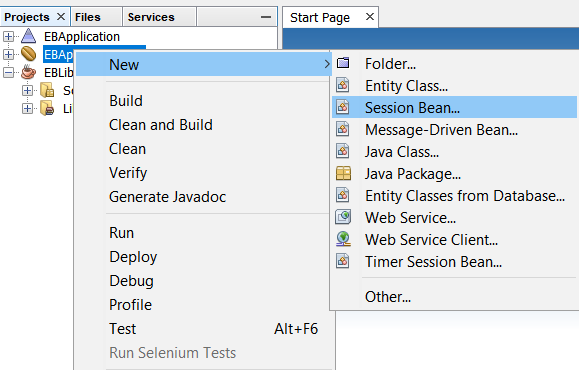 Projects Files Services
Start Page
EBApplication
EBAp
EBLib
Li
New
Build
Clean and Build
Clean
Verify
Generate Javadoc
Run
Deploy
Debug
Profile
Test Alt+F6
Run Selenium Tests
Folder...
Entity Class...
Session Bean...
Message-Driven Bean...
Java Class...
Java Package...
Entity Classes from Database...
Web Service...
Web Service Client...
Timer Session Bean...
Other...